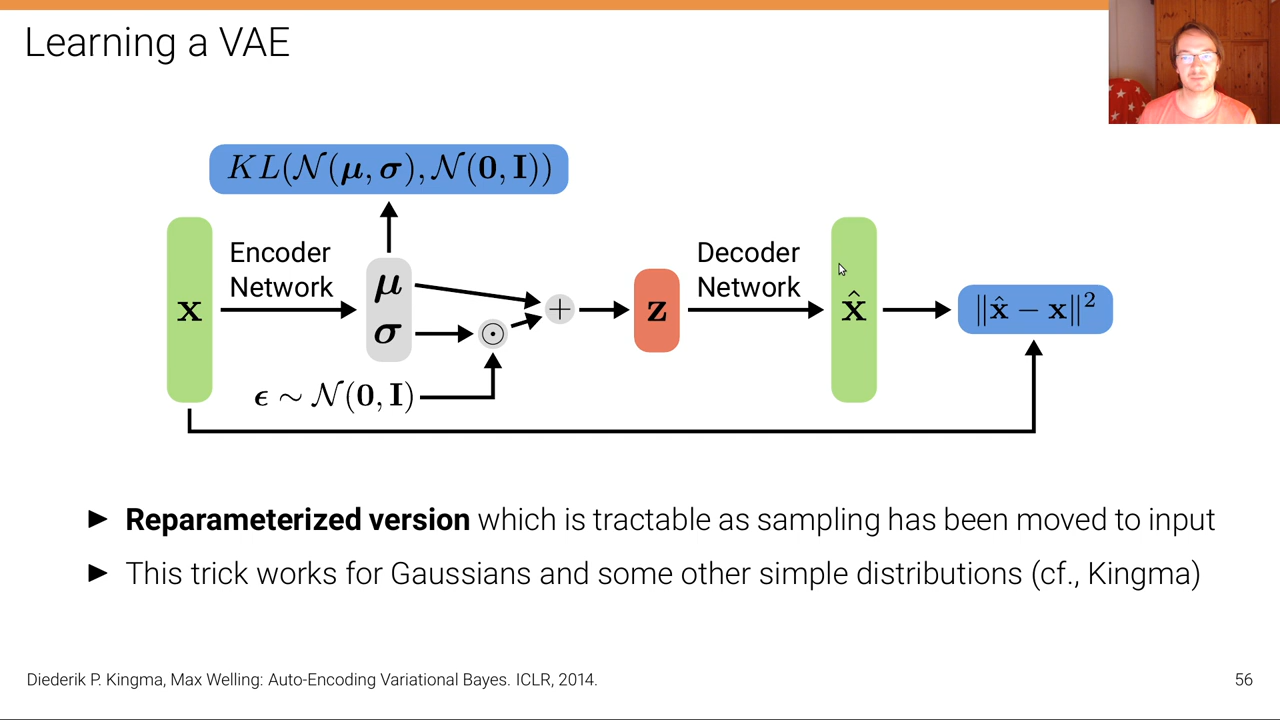 Learning a VAE
KL(𝒩(μ, σ), 𝒩(0, I))
Encoder
Network
Decoder
Network
x
μ
σ
+
⊙
z
x̂
‖x̂ − x‖²
ϵ ∼ 𝒩(0, I)
► Reparameterized version which is tractable as sampling has been moved to input
► This trick works for Gaussians and some other simple distributions (cf., Kingma)
Diederik P. Kingma, Max Welling: Auto-Encoding Variational Bayes. ICLR, 2014.
56